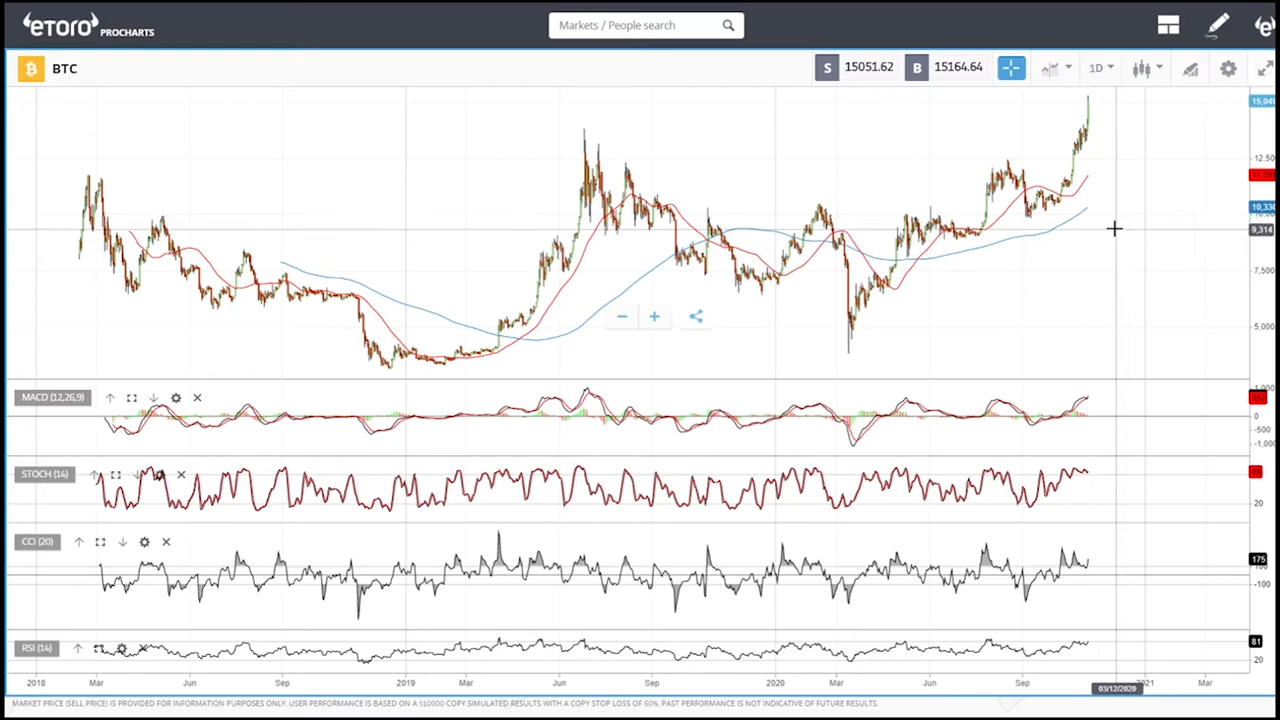 eToro PROCHARTS
Markets / People search
BTC
S 15051.62 B 15164.64 1D
12,50
10,330
9,314
7,500
5,000
MACD (12,26,9)
1,000
0
-500
-1,000
STOCH (14)
20
CCI (20)
175
-100
RSI (14)
81
20
2018 Mar Jun Sep 2019 Mar Jun Sep 2020 Mar Jun Sep 2021 Mar
03/12/2020
MARKET PRICE (SELL PRICE) IS PROVIDED FOR INFORMATION PURPOSES ONLY. USER PERFORMANCE IS BASED ON A $10000 COPY SIMULATED RESULTS WITH A COPY STOP LOSS OF 60%. PAST PERFORMANCE IS NOT INDICATIVE OF FUTURE RESULTS.